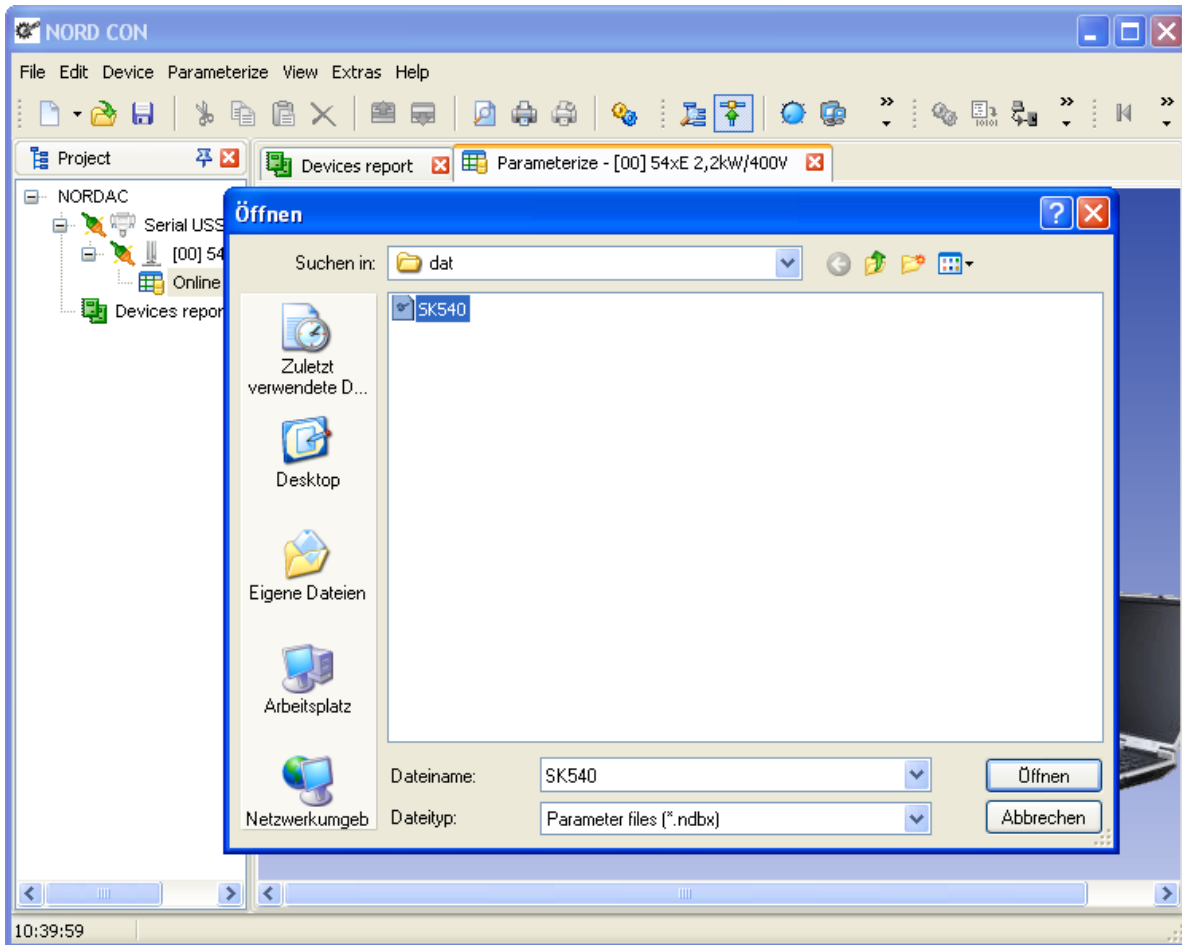 NORD CON
File Edit Device Parameterize View Extras Help
Project
Devices report
Parameterize - [00] 54xE 2,2kW/400V
NORDAC
Serial USS
[00] 54
Online
Devices repor
Öffnen
Suchen in:
dat
SK540
Zuletzt
verwendete D...
Desktop
Eigene Dateien
Arbeitsplatz
Netzwerkumgeb
Dateiname:
SK540
Öffnen
Dateityp:
Parameter files (*.ndbx)
Abbrechen
10:39:59